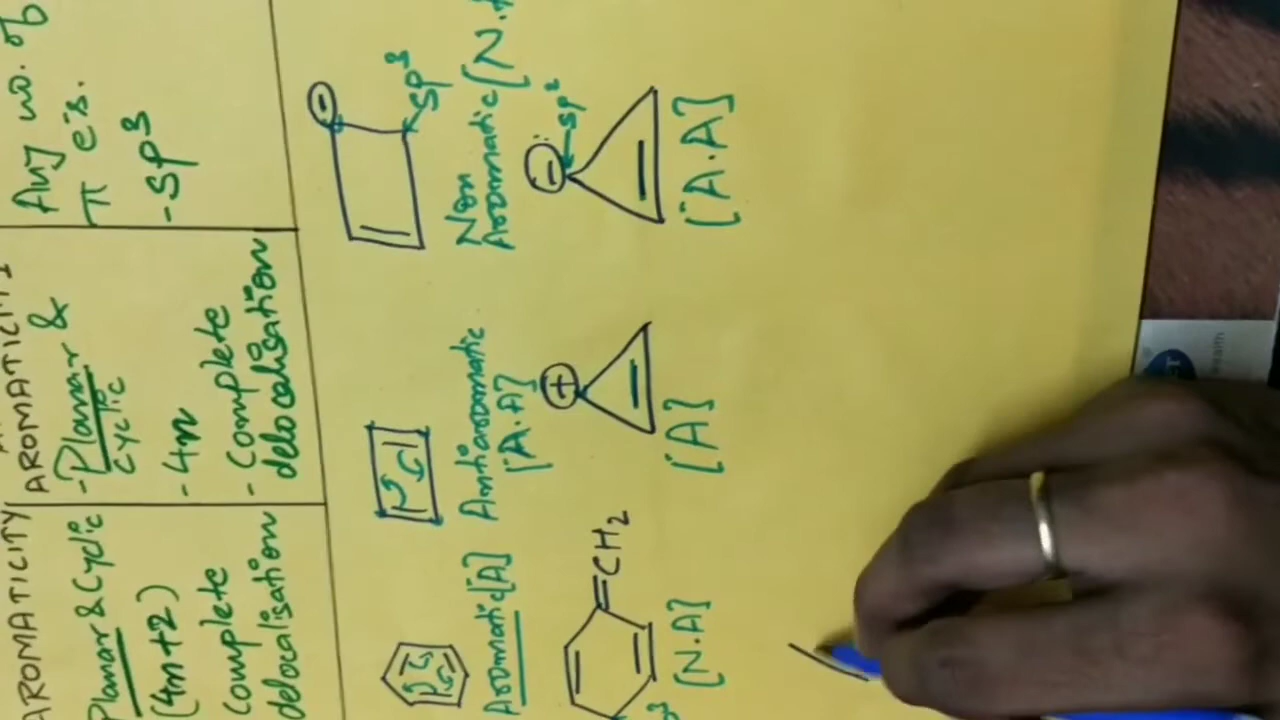 AROMATICITY
Planar & Cyclic
(4n+2)
Complete
delocalisation
AROMATICITY
- Planar &
cyclic
- 4n
- Complete
delocalisation
Any no. of
π e⁻s.
- sp³
Aromatic [A]
Antiaromatic
[A.A]
⊖
sp³
Non
Aromatic [N.
CH₂
[N.A]
⊕
[A]
⊖
sp²
[A.A]